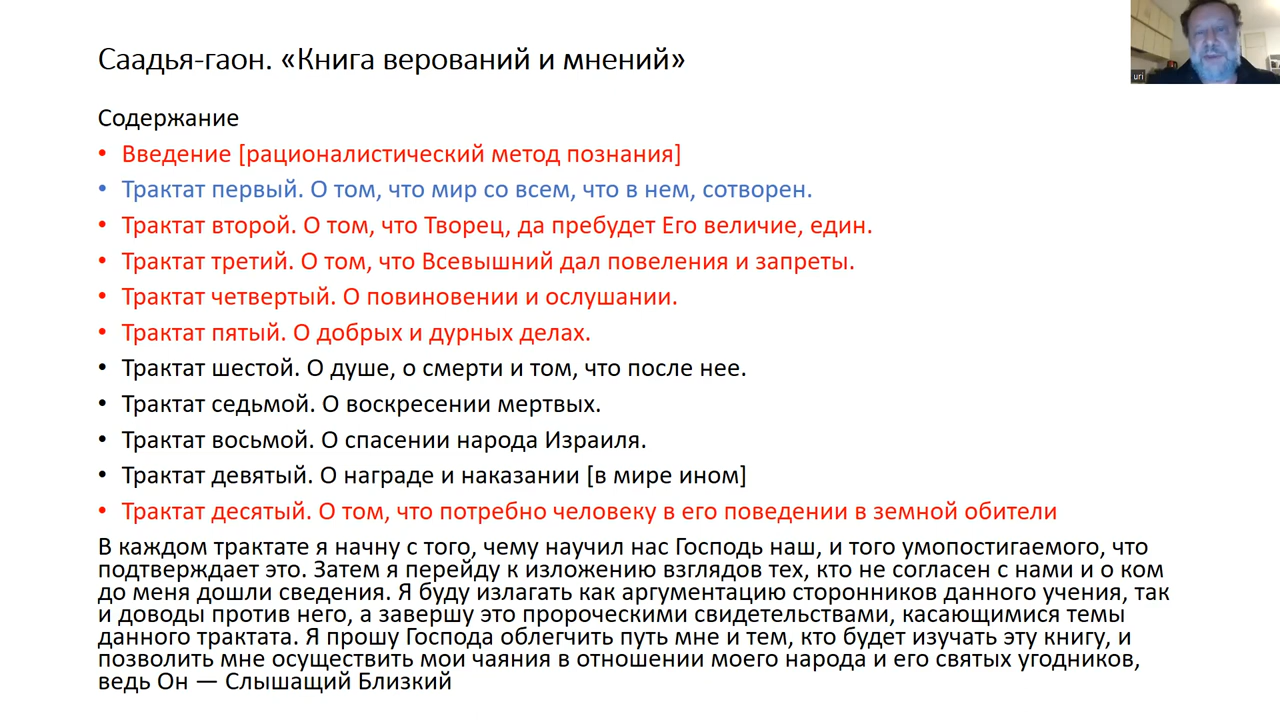 Саадья-гаон. «Книга верований и мнений»
uri
Содержание
• Введение [рационалистический метод познания]
• Трактат первый. О том, что мир со всем, что в нем, сотворен.
• Трактат второй. О том, что Творец, да пребудет Его величие, един.
• Трактат третий. О том, что Всевышний дал повеления и запреты.
• Трактат четвертый. О повиновении и ослушании.
• Трактат пятый. О добрых и дурных делах.
• Трактат шестой. О душе, о смерти и том, что после нее.
• Трактат седьмой. О воскресении мертвых.
• Трактат восьмой. О спасении народа Израиля.
• Трактат девятый. О награде и наказании [в мире ином]
• Трактат десятый. О том, что потребно человеку в его поведении в земной обители
В каждом трактате я начну с того, чему научил нас Господь наш, и того умопостигаемого, что
подтверждает это. Затем я перейду к изложению взглядов тех, кто не согласен с нами и о ком
до меня дошли сведения. Я буду излагать как аргументацию сторонников данного учения, так
и доводы против него, а завершу это пророческими свидетельствами, касающимися темы
данного трактата. Я прошу Господа облегчить путь мне и тем, кто будет изучать эту книгу, и
позволить мне осуществить мои чаяния в отношении моего народа и его святых угодников,
ведь Он — Слышащий Близкий